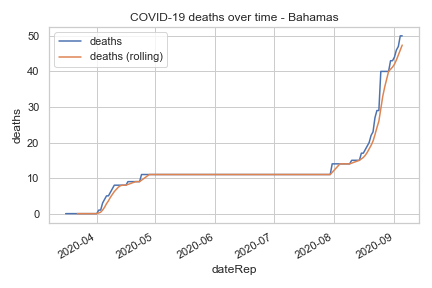 COVID-19 deaths over time - Bahamas
deaths
deaths (rolling)
50
40
30
20
10
0
deaths
2020-04
2020-05
2020-06
2020-07
2020-08
2020-09
dateRep